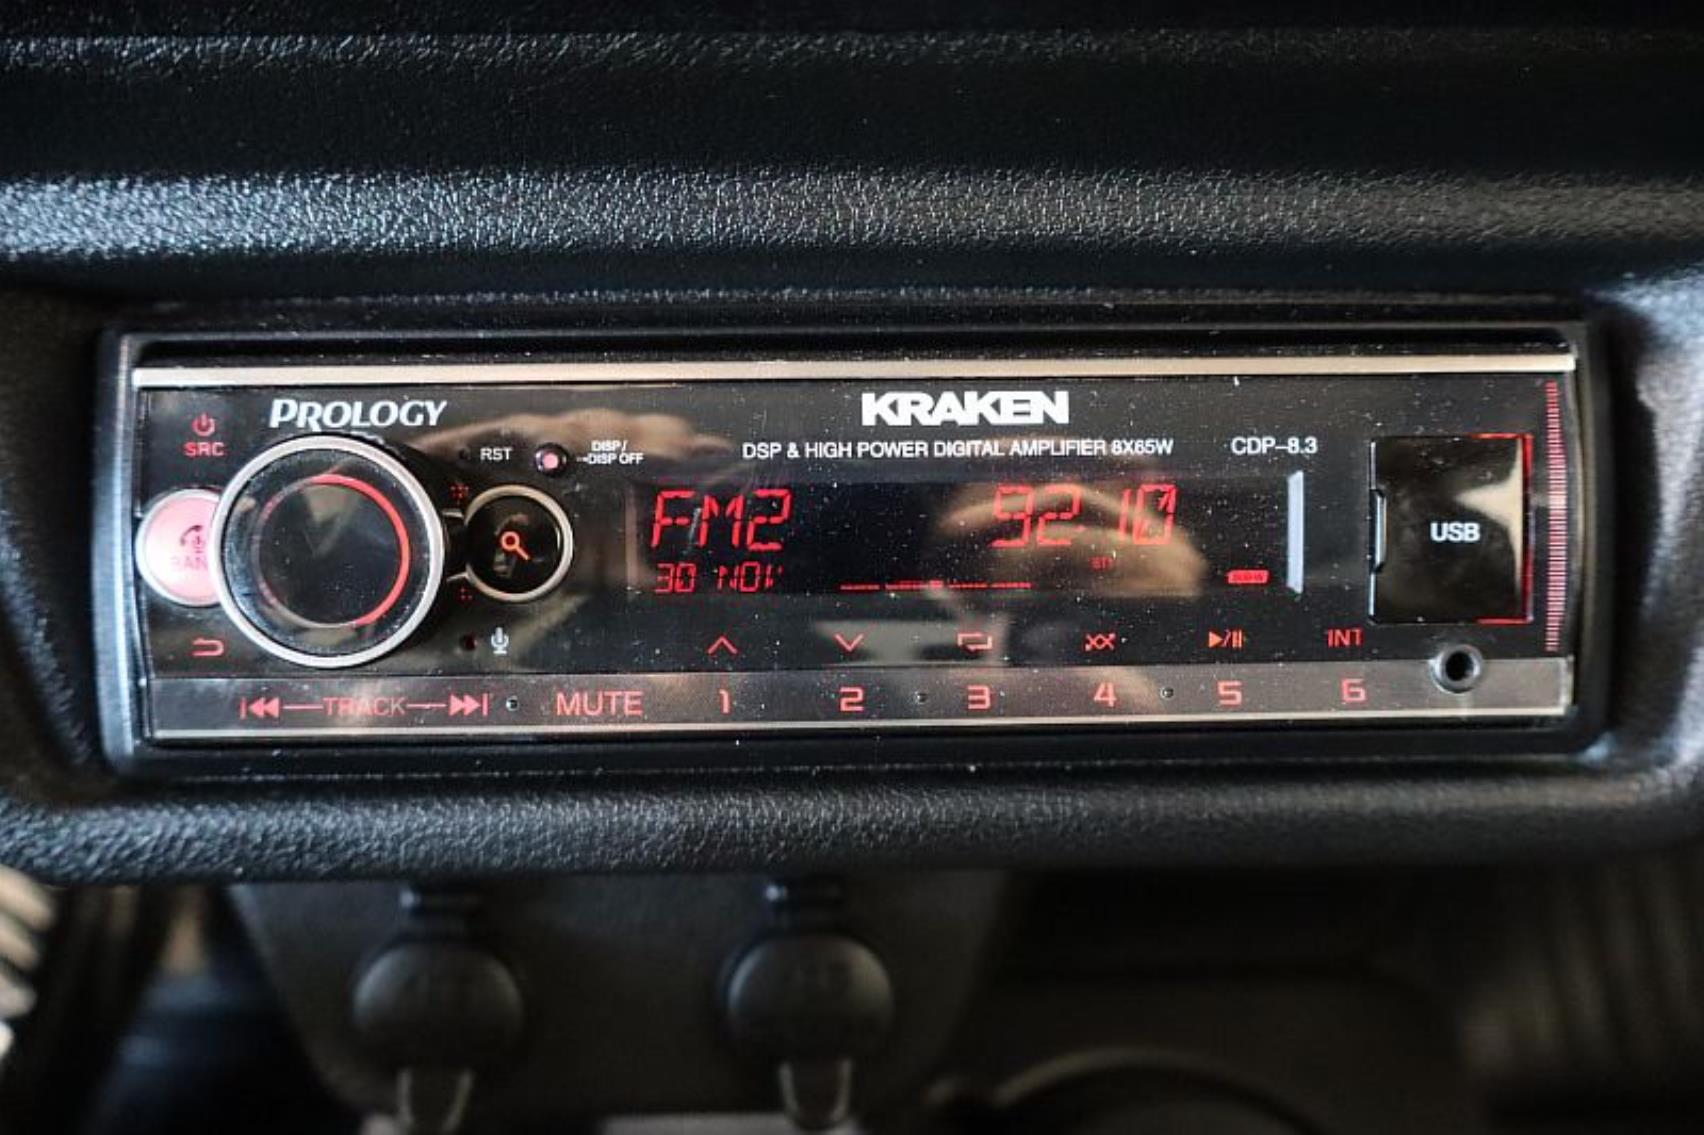 PROLOGY
KRAKEN
SRC
RST
DISP/
DISP OFF
DSP & HIGH POWER DIGITAL AMPLIFIER 8X65W
CDP-8.3
FM2
92 10
30 NOV
ST
USB
INT
TRACK
MUTE
1
2
3
4
5
6